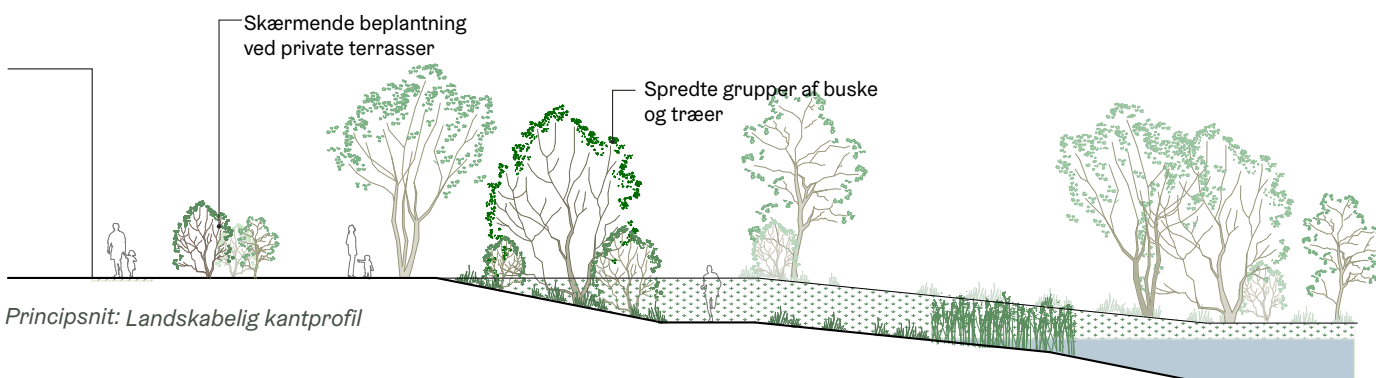 Skærmende beplantning
ved private terrasser
Spredte grupper af buske
og træer
Principsnit: Landskabelig kantprofil